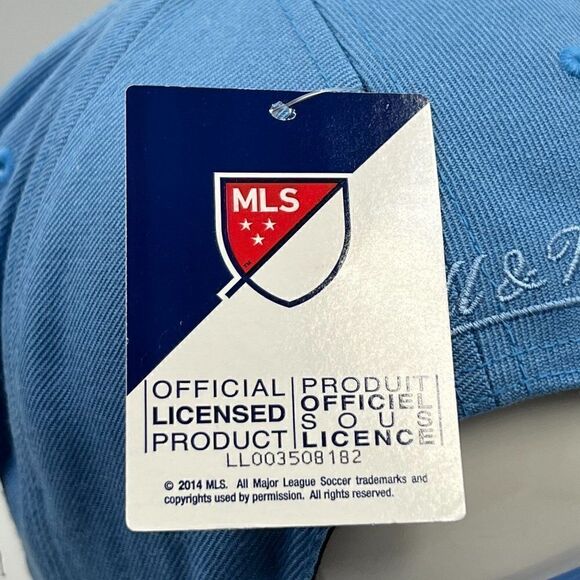 MLS
OFFICIAL
LICENSED
PRODUCT
PRODUIT
OFFICIEL
SOUS
LICENCE
LL003508182
© 2014 MLS. All Major League Soccer trademarks and
copyrights used by permission. All rights reserved.
&